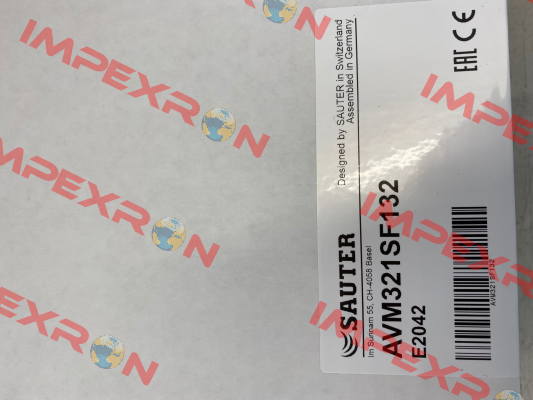 SAUTER
Designed by SAUTER in Switzerland
Assembled in Germany
Im Surinam 55, CH-4058 Basel
AVM321SF132
E2042
EAC CE
AVM321SF132
IMPEXRON
IMPEXRON
IMPEXRON
IMPEXRON
IMPEXRON
IMPEXRON